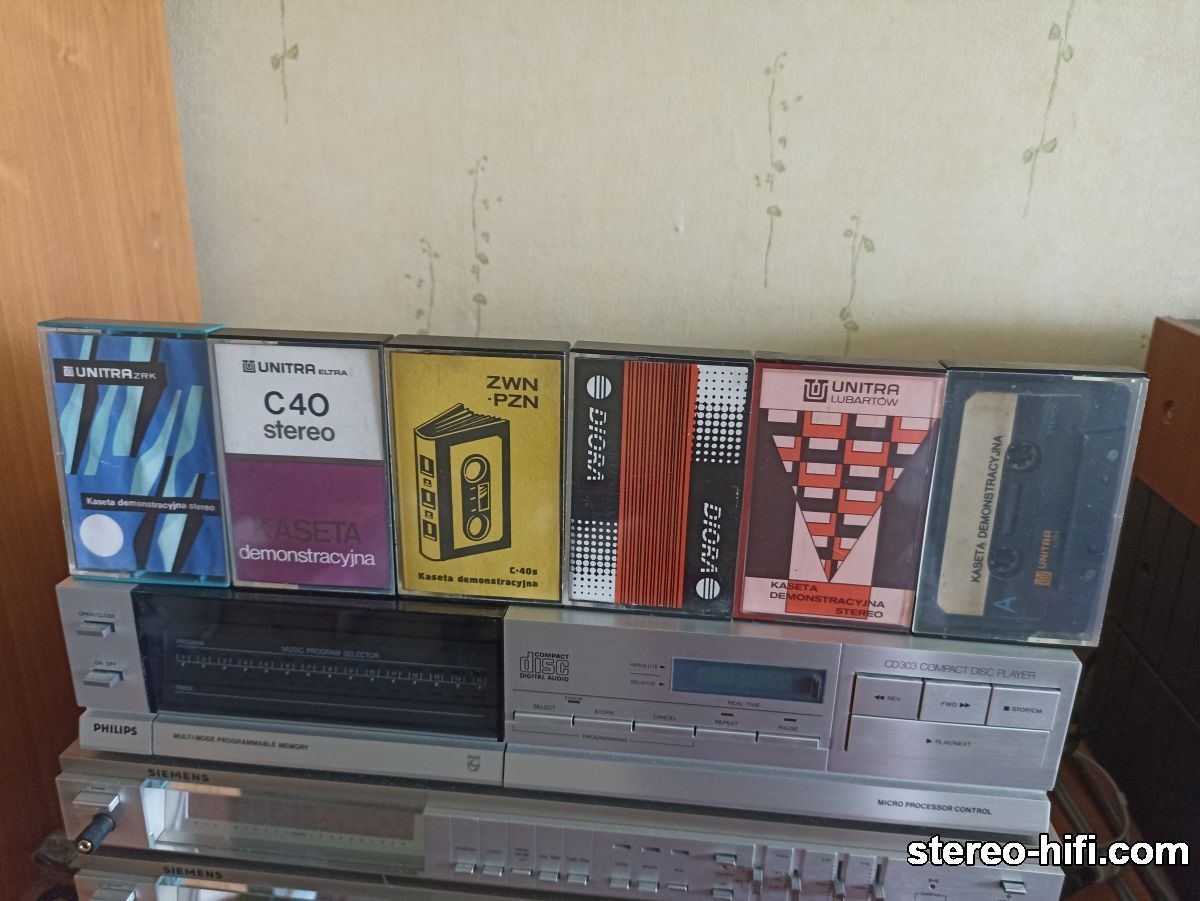 UNITRA ZRK
Kaseta demonstracyjna stereo
UNITRA ELTRA
C40
stereo
KASETA
demonstracyjna
ZWN
-PZN
C-40s
Kaseta demonstracyjna
DIORA
DIORA
UNITRA
LUBARTÓW
KASETA
DEMONSTRACYJNA
STEREO
KASETA DEMONSTRACYJNA
A
UNITRA
OPEN/CLOSE
ON OFF
PROGRAM
MUSIC PROGRAM SELECTOR
TRACK
PHILIPS
MULTI-MODE PROGRAMMABLE MEMORY
COMPACT
disc
DIGITAL AUDIO
ABSOLUTE
RELATIVE
REAL TIME
ERROR
SELECT
STORE
CANCEL
REPEAT
PAUSE
PROGRAMMING
CD303 COMPACT DISC PLAYER
REV
FWD
STOP/CM
PLAY/NEXT
MICRO PROCESSOR CONTROL
SIEMENS
SIEMENS
stereo-hifi.com